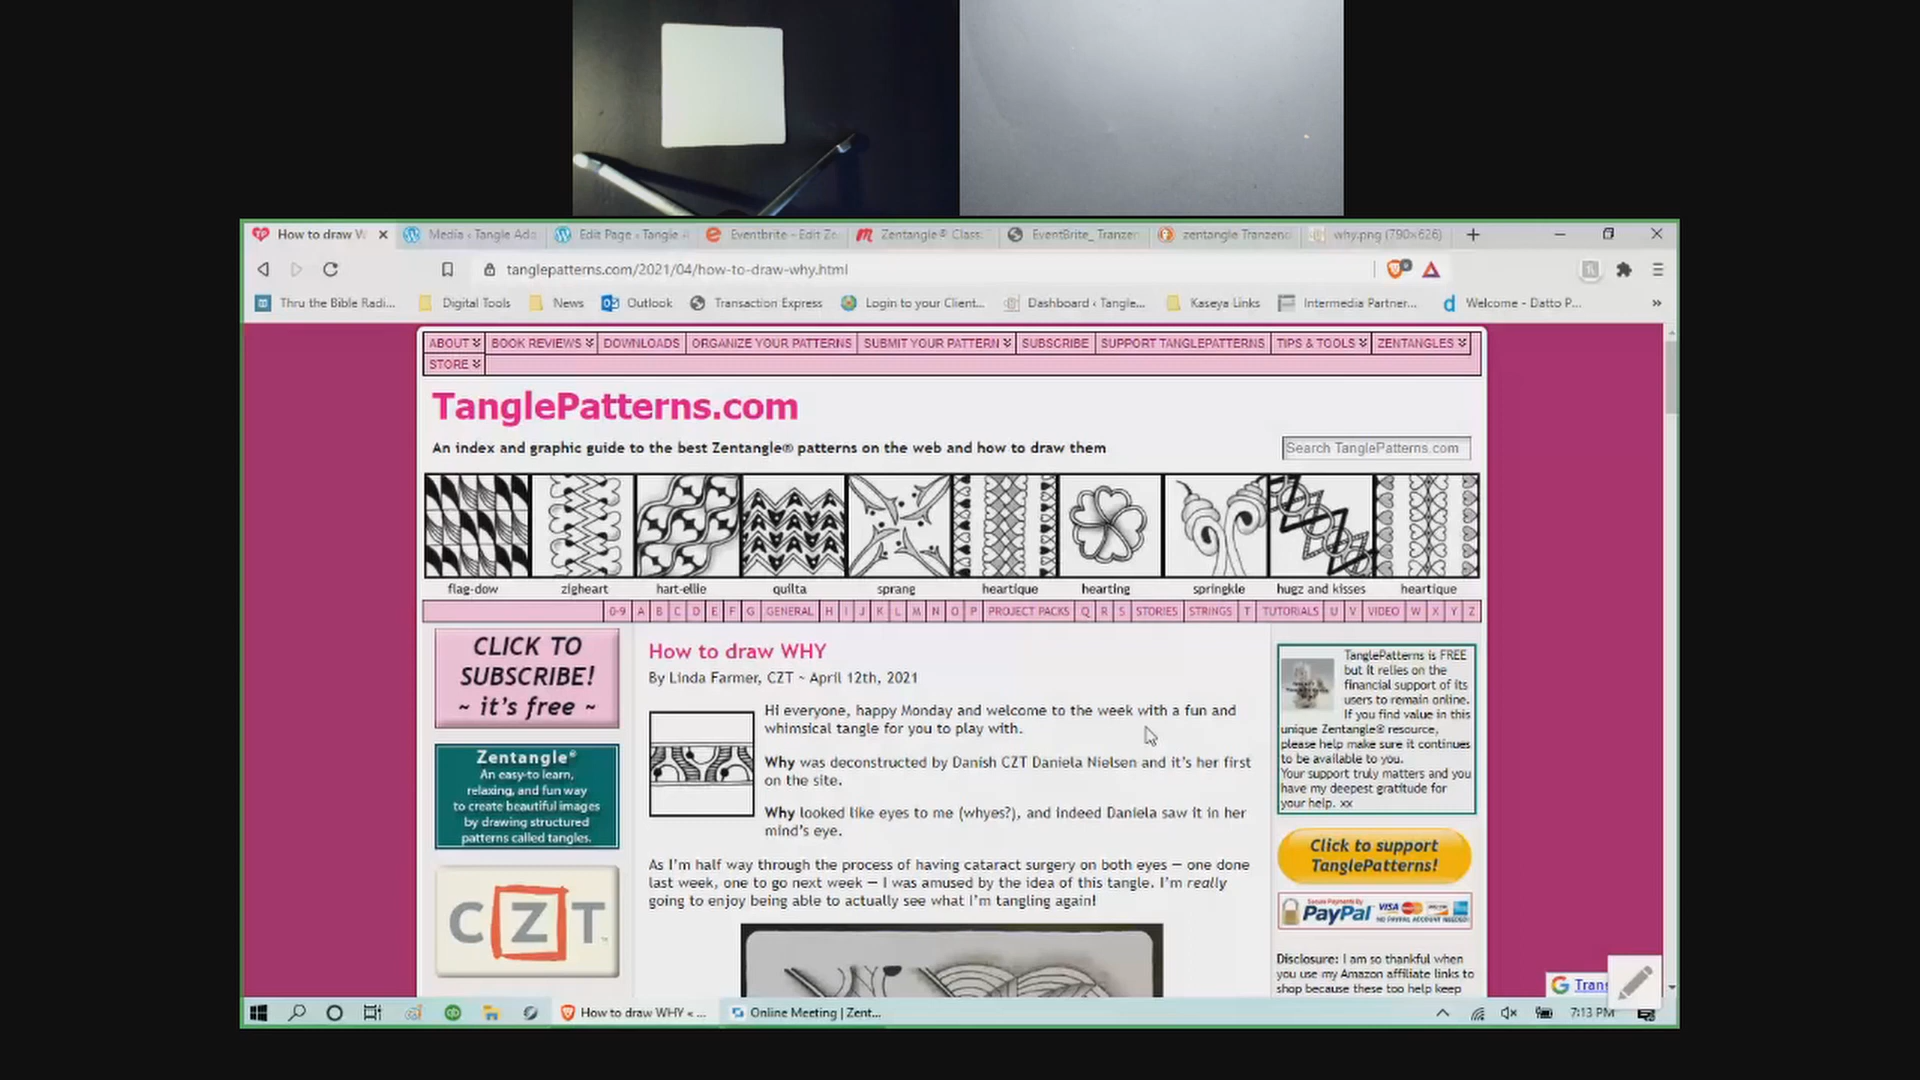 How to draw W
Media ‹ Tangle Ad
Edit Page ‹ Tangle
Eventbrite - Edit Ze
Zentangle® Class
EventBrite_ Tranzen
zentangle Tranzend
why.png (790×626)
tanglepatterns.com/2021/04/how-to-draw-why.html
Thru the Bible Radi...
Digital Tools
News
Outlook
Transaction Express
Login to your Client...
Dashboard ‹ Tangle...
Kaseya Links
Intermedia Partner...
Welcome - Datto P...
»
ABOUT
BOOK REVIEWS
DOWNLOADS
ORGANIZE YOUR PATTERNS
SUBMIT YOUR PATTERN
SUBSCRIBE
SUPPORT TANGLEPATTERNS
TIPS & TOOLS
ZENTANGLES
STORE
TanglePatterns.com
An index and graphic guide to the best Zentangle® patterns on the web and how to draw them
Search TanglePatterns.com
flag-dow
zigheart
hart-ellie
quilta
sprang
heartique
hearting
springkle
hugz and kisses
heartique
0-9 A B C D E F G GENERAL H I J K L M N O P PROJECT PACKS Q R S STORIES STRINGS T TUTORIALS U V VIDEO W X Y Z
CLICK TO
SUBSCRIBE!
~ it's free ~
Zentangle®
An easy-to learn,
relaxing, and fun way
to create beautiful images
by drawing structured
patterns called tangles.
CZT
How to draw WHY
By Linda Farmer, CZT ~ April 12th, 2021
Hi everyone, happy Monday and welcome to the week with a fun and
whimsical tangle for you to play with.
Why was deconstructed by Danish CZT Daniela Nielsen and it's her first
on the site.
Why looked like eyes to me (whyes?), and indeed Daniela saw it in her
mind's eye.
As I'm half way through the process of having cataract surgery on both eyes — one done
last week, one to go next week — I was amused by the idea of this tangle. I'm really
going to enjoy being able to actually see what I'm tangling again!
TanglePatterns is FREE
but it relies on the
financial support of its
users to remain online.
If you find value in this
unique Zentangle® resource,
please help make sure it continues
to be available to you.
Your support truly matters and you
have my deepest gratitude for
your help. xx
Click to support
TanglePatterns!
Secure Payments By
PayPal
VISA
NO PAYPAL ACCOUNT NEEDED
Disclosure: I am so thankful when
you use my Amazon affiliate links to
shop because these too help keep
G Trans
How to draw WHY « ...
Online Meeting | Zent...
7:13 PM